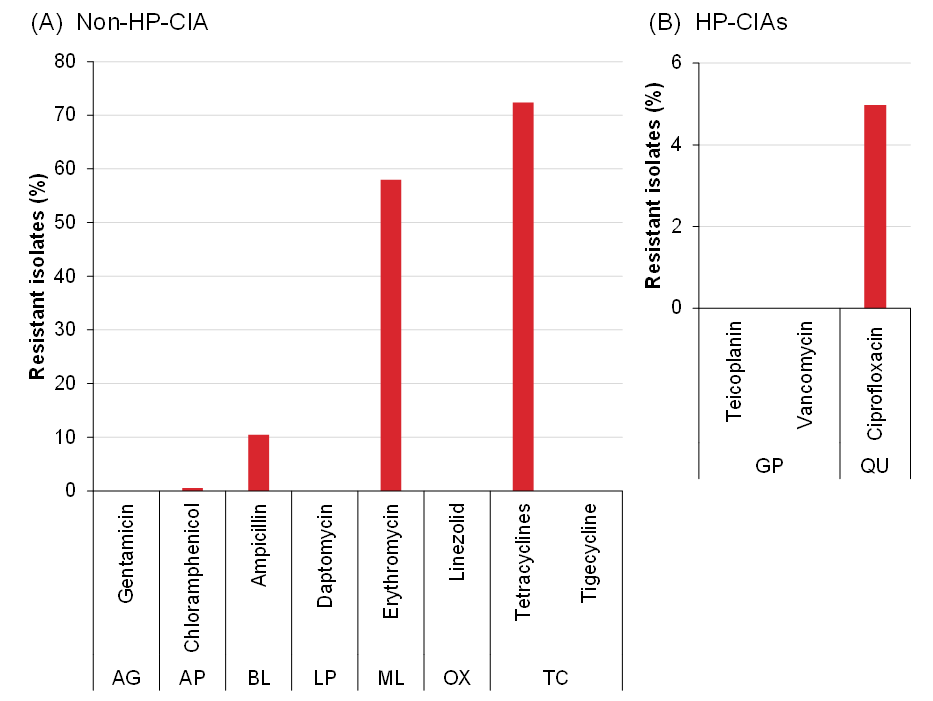 (A) Non-HP-CIA
Resistant isolates (%)
80
70
60
50
40
30
20
10
0
Gentamicin
Chloramphenicol
Ampicillin
Daptomycin
Erythromycin
Linezolid
Tetracyclines
Tigecycline
AG AP BL LP ML OX TC
(B) HP-CIAs
Resistant isolates (%)
6
4
2
0
Teicoplanin
Vancomycin
Ciprofloxacin
GP QU